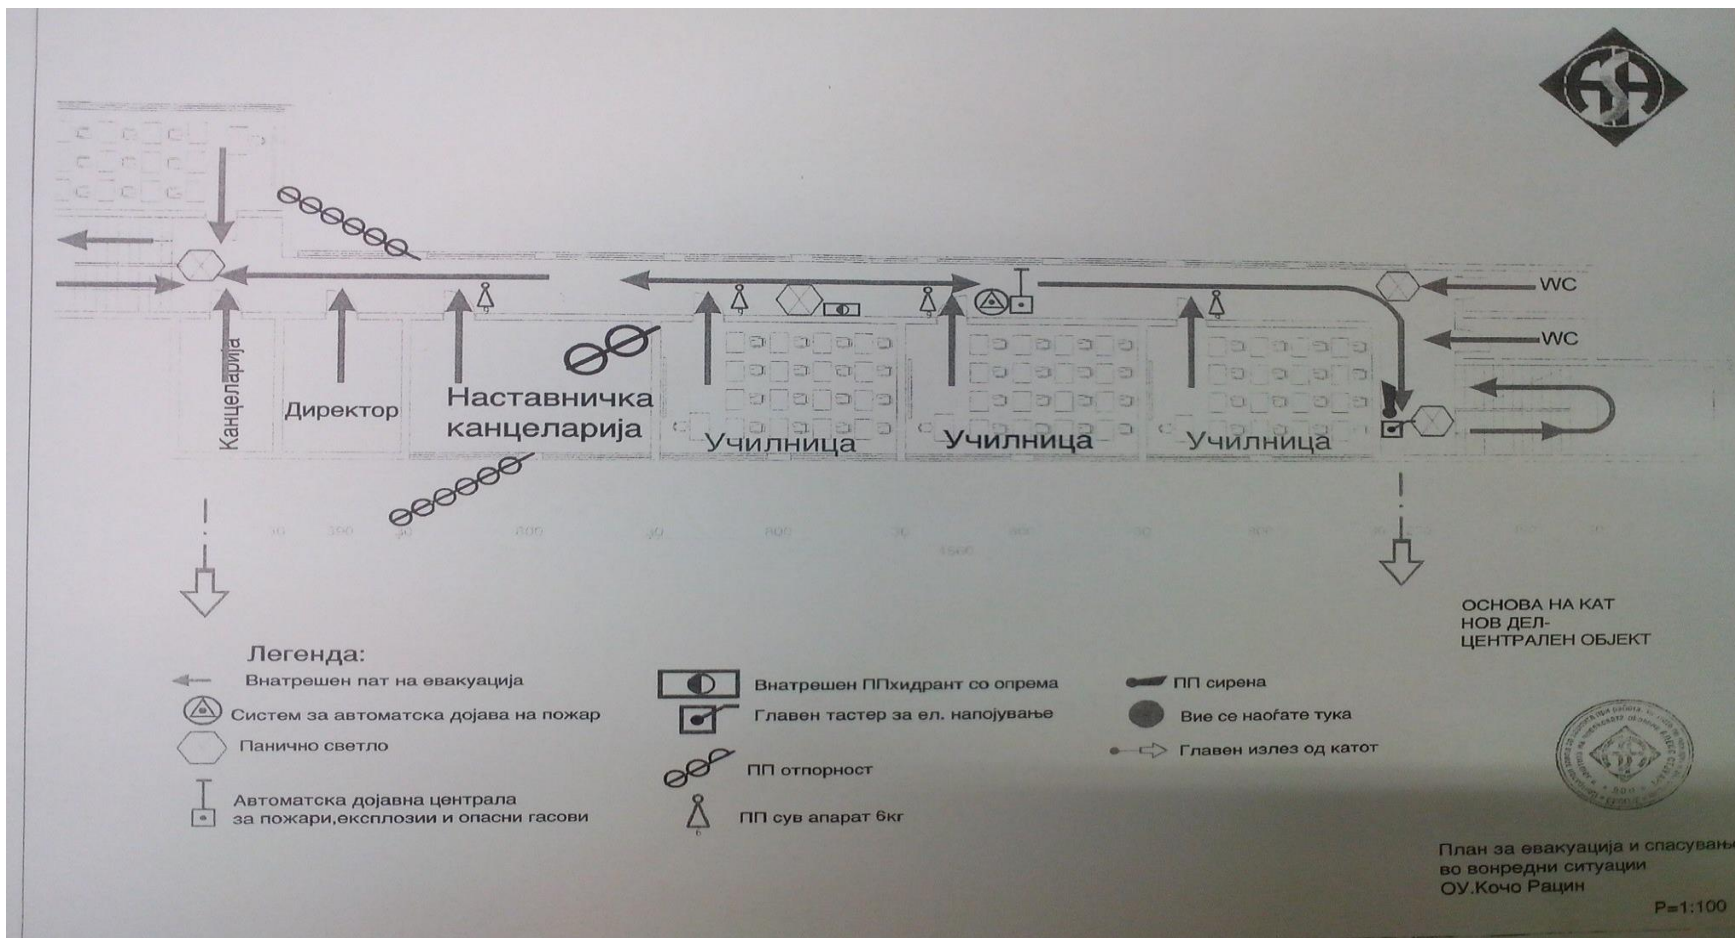 WC
WC
Канцеларија
Директор
Наставничка
канцеларија
Училница
Училница
Училница
ОСНОВА НА КАТ
НОВ ДЕЛ-
ЦЕНТРАЛЕН ОБЈЕКТ
Легенда:
Внатрешен пат на евакуација
Систем за автоматска дојава на пожар
Панично светло
Автоматска дојавна централа
за пожари,експлозии и опасни гасови
Внатрешен ППхидрант со опрема
Главен тастер за ел. напојување
ПП отпорност
ПП сув апарат 6кг
ПП сирена
Вие се наоѓате тука
Главен излез од катот
План за евакуација и спасување
во вонредни ситуации
ОУ.Кочо Рацин
P=1:100